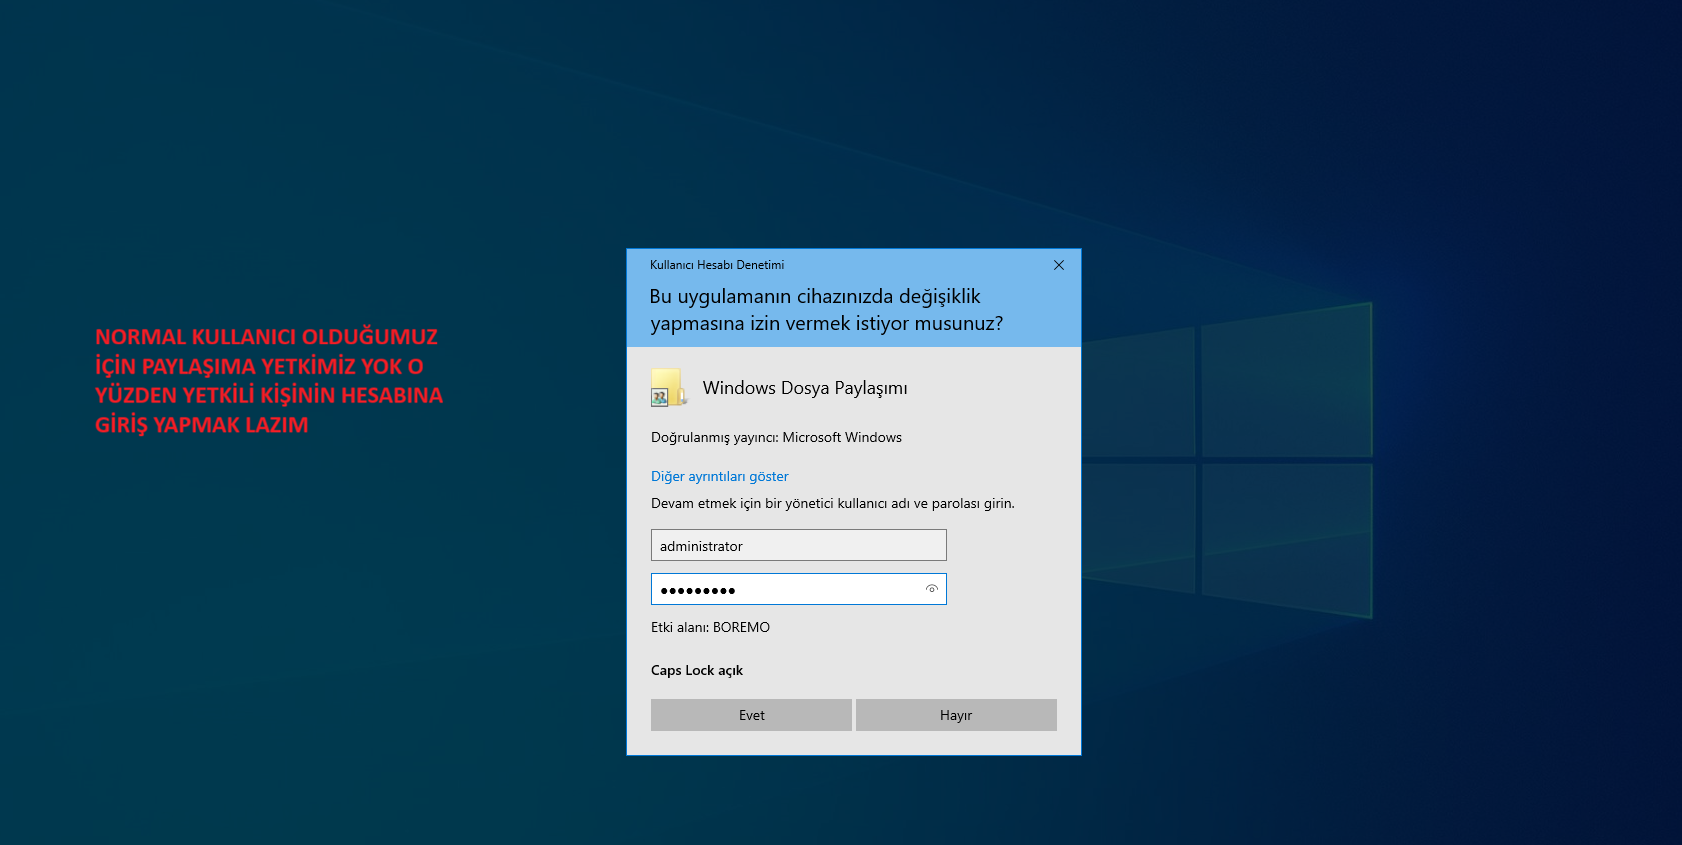 NORMAL KULLANICI OLDUĞUMUZ
İÇİN PAYLAŞIMA YETKİMİZ YOK O
YÜZDEN YETKİLİ KİŞİNİN HESABINA
GİRİŞ YAPMAK LAZIM
Kullanıcı Hesabı Denetimi
Bu uygulamanın cihazınızda değişiklik
yapmasına izin vermek istiyor musunuz?
Windows Dosya Paylaşımı
Doğrulanmış yayıncı: Microsoft Windows
Diğer ayrıntıları göster
Devam etmek için bir yönetici kullanıcı adı ve parolası girin.
administrator
•••••••••
Etki alanı: BOREMO
Caps Lock açık
Evet
Hayır